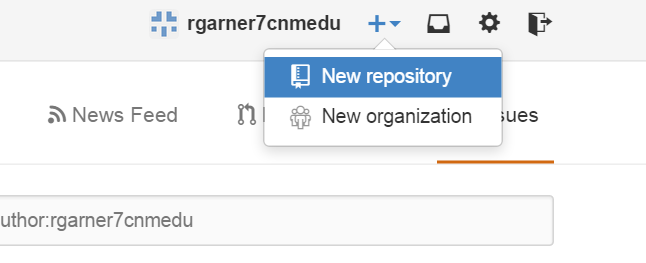 rgarner7cnmedu
New repository
New organization
News Feed
sues
uthor:rgarner7cnmedu